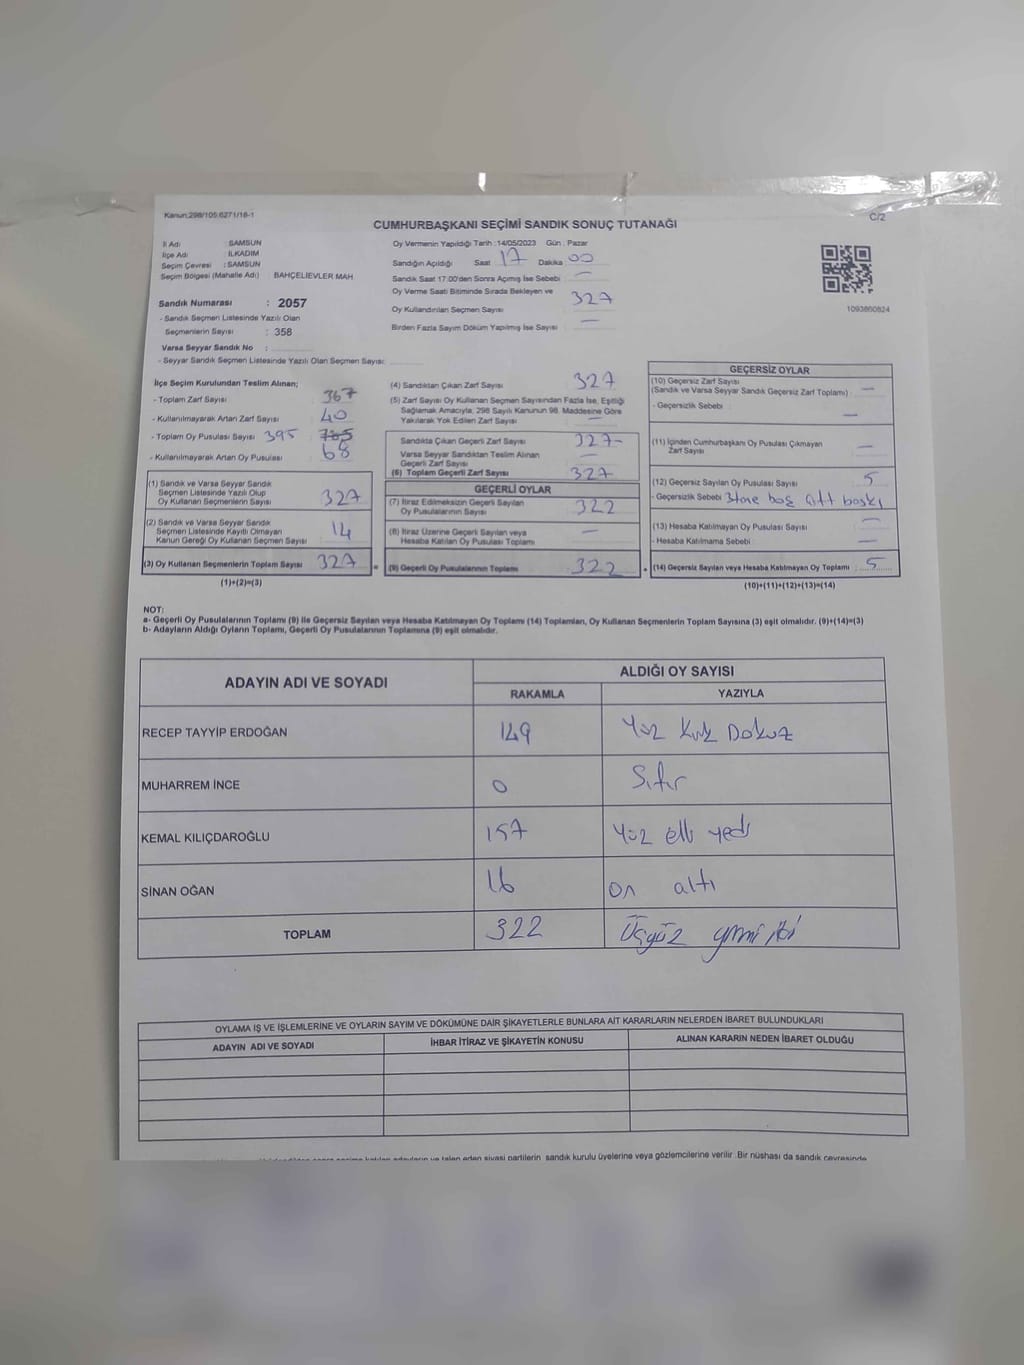 Kanun:298/105;6271/18-1
C/2
CUMHURBAŞKANI SEÇİMİ SANDIK SONUÇ TUTANAĞI
İl Adı : SAMSUN
İlçe Adı : İLKADIM
Seçim Çevresi : SAMSUN
Seçim Bölgesi (Mahalle Adı) : BAHÇELİEVLER MAH.
Sandık Numarası : 2057
- Sandık Seçmen Listesinde Yazılı Olan
Seçmenlerin Sayısı : 358
Varsa Seyyar Sandık No :
- Seyyar Sandık Seçmen Listesinde Yazılı Olan Seçmen Sayısı:
Oy Vermenin Yapıldığı Tarih :14/05/2023 Gün : Pazar
Sandığın Açıldığı Saat 17 Dakika 00
Sandık Saat 17:00'den Sonra Açılmış İse Sebebi —
Oy Verme Saati Bitiminde Sırada Bekleyen ve
Oy Kullandırılan Seçmen Sayısı 327
Birden Fazla Sayım Döküm Yapılmış İse Sayısı —
1093860824
İlçe Seçim Kurulundan Teslim Alınan;
- Toplam Zarf Sayısı 367
- Kullanılmayarak Artan Zarf Sayısı 40
- Toplam Oy Pusulası Sayısı 395
- Kullanılmayarak Artan Oy Pusulası 68
(1) Sandık ve Varsa Seyyar Sandık
Seçmen Listesinde Yazılı Olup
Oy Kullanan Seçmenlerin Sayısı 327
(2) Sandık ve Varsa Seyyar Sandık
Seçmen Listesinde Kayıtlı Olmayan
Kanun Gereği Oy Kullanan Seçmen Sayısı 14
(3) Oy Kullanan Seçmenlerin Toplam Sayısı 327
(1)+(2)=(3)
(4) Sandıktan Çıkan Zarf Sayısı 327
(5) Zarf Sayısı Oy Kullanan Seçmen Sayısından Fazla İse, Eşitliği
Sağlamak Amacıyla, 298 Sayılı Kanunun 98. Maddesine Göre
Yakılarak Yok Edilen Zarf Sayısı —
Sandıkta Çıkan Geçerli Zarf Sayısı 327-
Varsa Seyyar Sandıktan Teslim Alınan
Geçerli Zarf Sayısı —
(6) Toplam Geçerli Zarf Sayısı 327
GEÇERLİ OYLAR
(7) İtiraz Edilmeksizin Geçerli Sayılan
Oy Pusulalarının Sayısı 322
(8) İtiraz Üzerine Geçerli Sayılan veya
Hesaba Katılan Oy Pusulası Toplamı —
(9) Geçerli Oy Pusulalarının Toplamı 322
GEÇERSİZ OYLAR
(10) Geçersiz Zarf Sayısı
(Sandık ve Varsa Seyyar Sandık Geçersiz Zarf Toplamı) —
- Geçersizlik Sebebi : —
(11) İçinden Cumhurbaşkanı Oy Pusulası Çıkmayan
Zarf Sayısı —
(12) Geçersiz Sayılan Oy Pusulası Sayısı 5
- Geçersizlik Sebebi 3tane boş çift baskı
(13) Hesaba Katılmayan Oy Pusulası Sayısı —
- Hesaba Katılmama Sebebi —
(14) Geçersiz Sayılan veya Hesaba Katılmayan Oy Toplamı 5
(10)+(11)+(12)+(13)=(14)
NOT:
a- Geçerli Oy Pusulalarının Toplamı (9) ile Geçersiz Sayılan veya Hesaba Katılmayan Oy Toplamı (14) Toplamları, Oy Kullanan Seçmenlerin Toplam Sayısına (3) eşit olmalıdır. (9)+(14)=(3)
b- Adayların Aldığı Oyların Toplamı, Geçerli Oy Pusulalarının Toplamına (9) eşit olmalıdır.
ADAYIN ADI VE SOYADI ALDIĞI OY SAYISI
RAKAMLA YAZIYLA
RECEP TAYYİP ERDOĞAN 149 Yüz Kırk Dokuz
MUHARREM İNCE 0 Sıfır
KEMAL KILIÇDAROĞLU 157 Yüz elli yedi
SİNAN OĞAN 16 on altı
TOPLAM 322 Üçyüz yirmi iki
OYLAMA İŞ VE İŞLEMLERİNE VE OYLARIN SAYIM VE DÖKÜMÜNE DAİR ŞİKAYETLERLE BUNLARA AİT KARARLARIN NELERDEN İBARET BULUNDUKLARI
ADAYIN ADI VE SOYADI İHBAR İTİRAZ VE ŞİKAYETİN KONUSU ALINAN KARARIN NEDEN İBARET OLDUĞU
sandık kurulu üyelerine veya gözlemcilerine verilir. Bir nüshası da sandık çevresinde